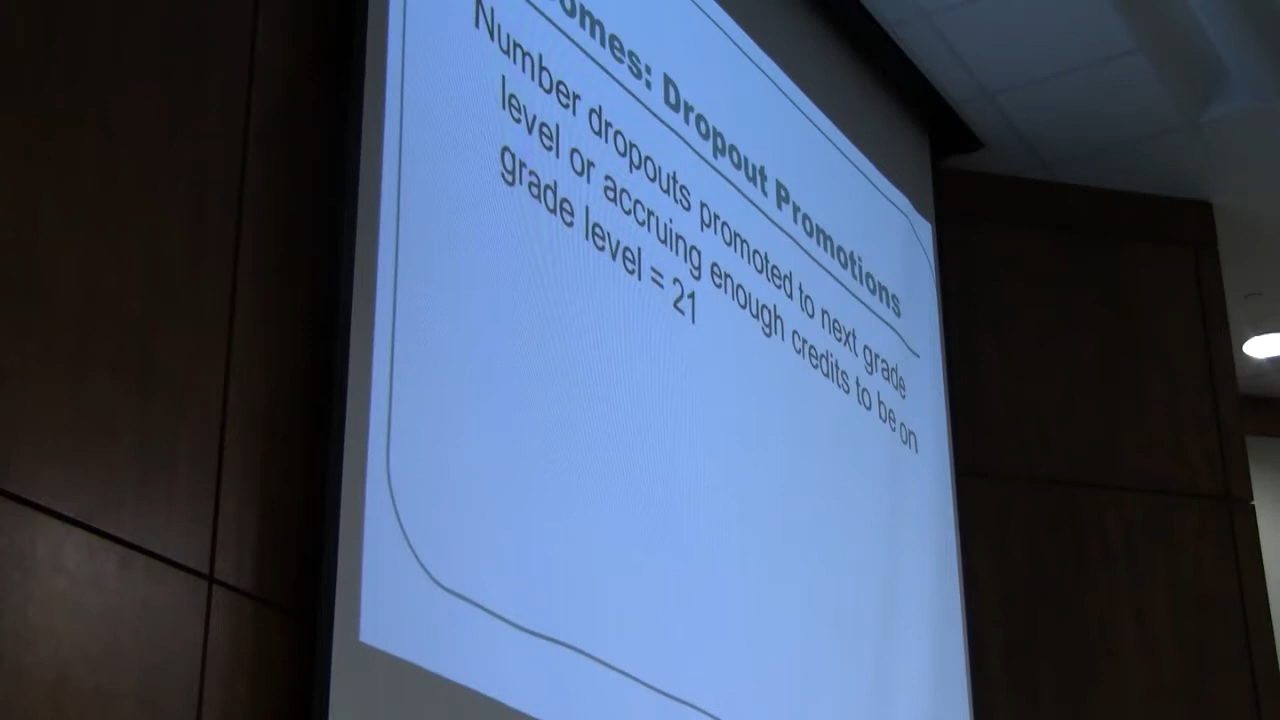 Dropout Promotions
Number dropouts promoted to next grade
level or accruing enough credits to be on
grade level = 21